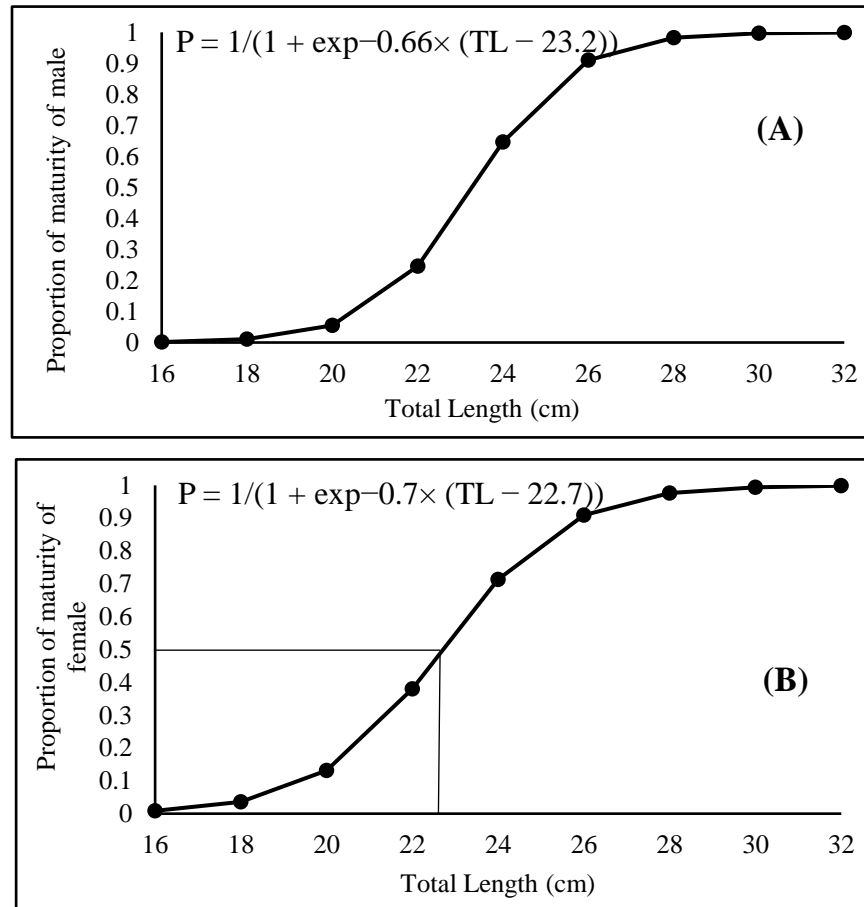 P = 1/(1 + exp−0.66× (TL − 23.2))
(A)
Proportion of maturity of male
1
0.9
0.8
0.7
0.6
0.5
0.4
0.3
0.2
0.1
0
16 18 20 22 24 26 28 30 32
Total Length (cm)
P = 1/(1 + exp−0.7× (TL − 22.7))
(B)
Proportion of maturity of
female
1
0.9
0.8
0.7
0.6
0.5
0.4
0.3
0.2
0.1
0
16 18 20 22 24 26 28 30 32
Total Length (cm)